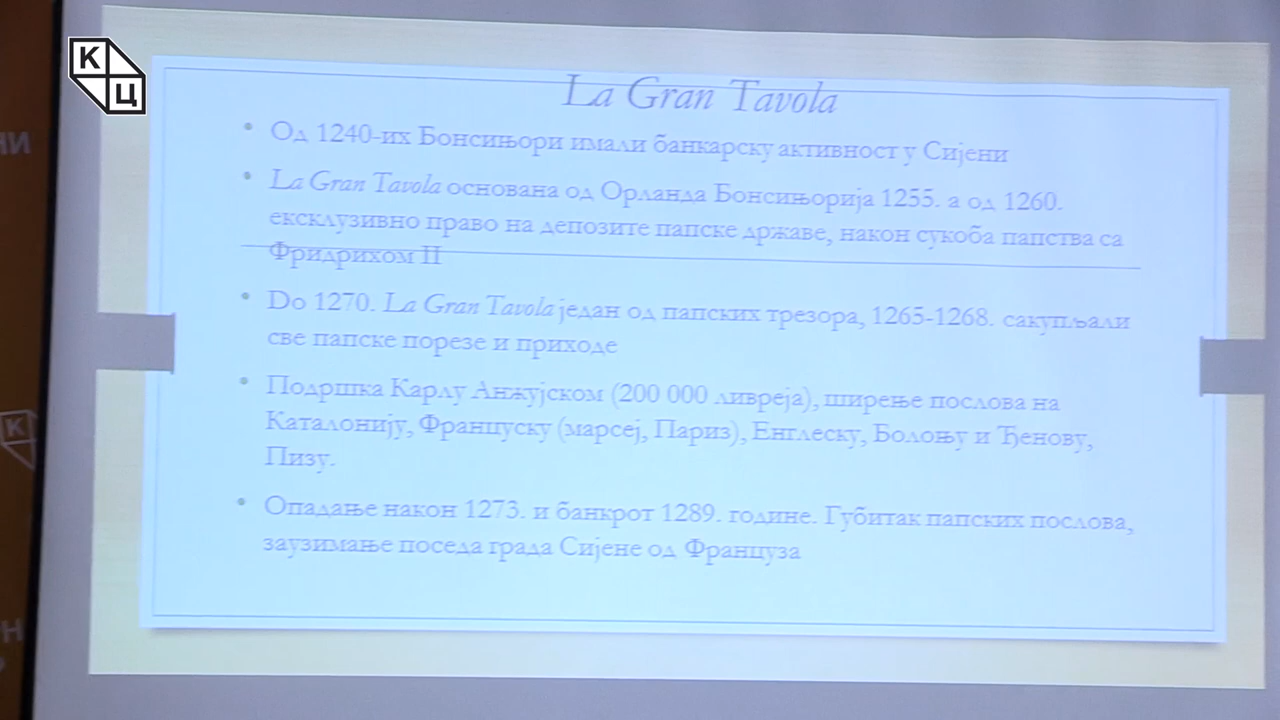 К
Ц
La Gran Tavola
• Од 1240-их Бонсињори имали банкарску активност у Сијени
• La Gran Tavola основана од Орланда Бонсињорија 1255. а од 1260.
ексклузивно право на депозите папске државе, након сукоба папства са
Фридрихом II
• Do 1270. La Gran Tavola један од папских трезора, 1265-1268. сакупљали
све папске порезе и приходе
• Подршка Карлу Анжујском (200 000 ливреја), ширење послова на
Каталонију, Француску (марсеј, Париз), Енглеску, Болоњу и Ђенову,
Пизу.
• Опадање након 1273. и банкрот 1289. године. Губитак папских послова,
заузимање поседа града Сијене од Француза
К